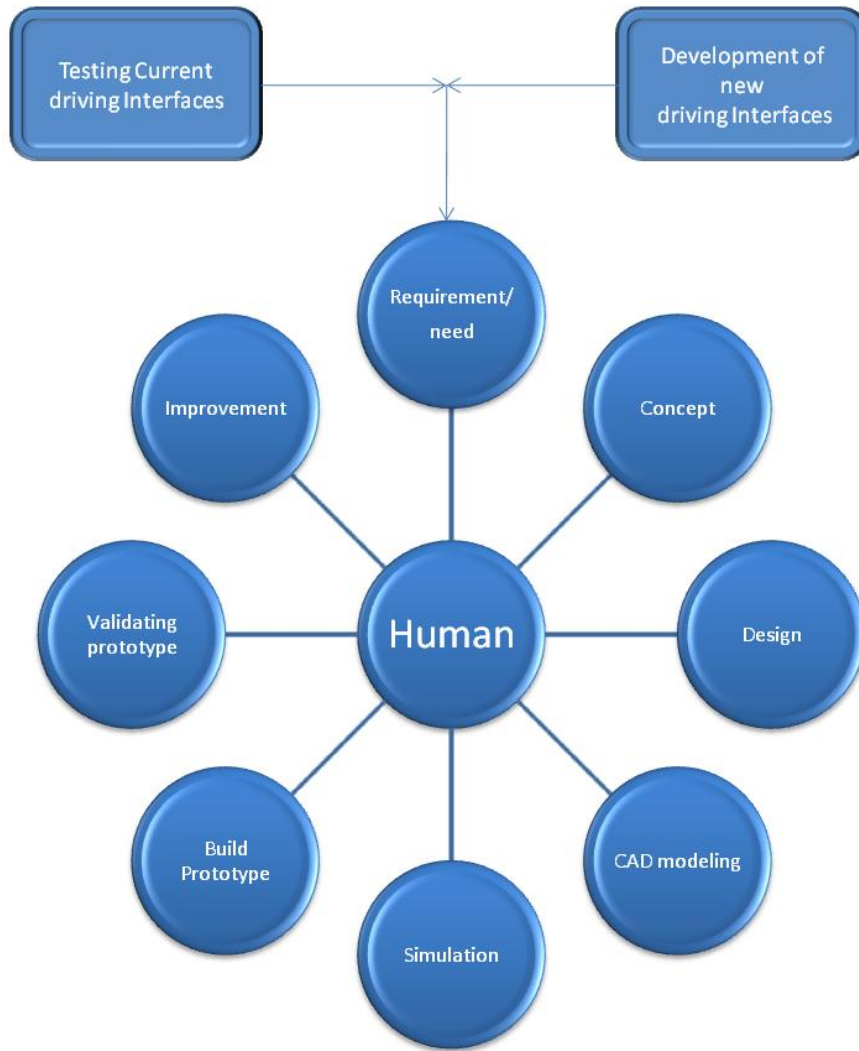 Testing Current
driving Interfaces
Development of
new
driving Interfaces
Requirement/
need
Improvement
Concept
Validating
prototype
Human
Design
Build
Prototype
CAD modeling
Simulation